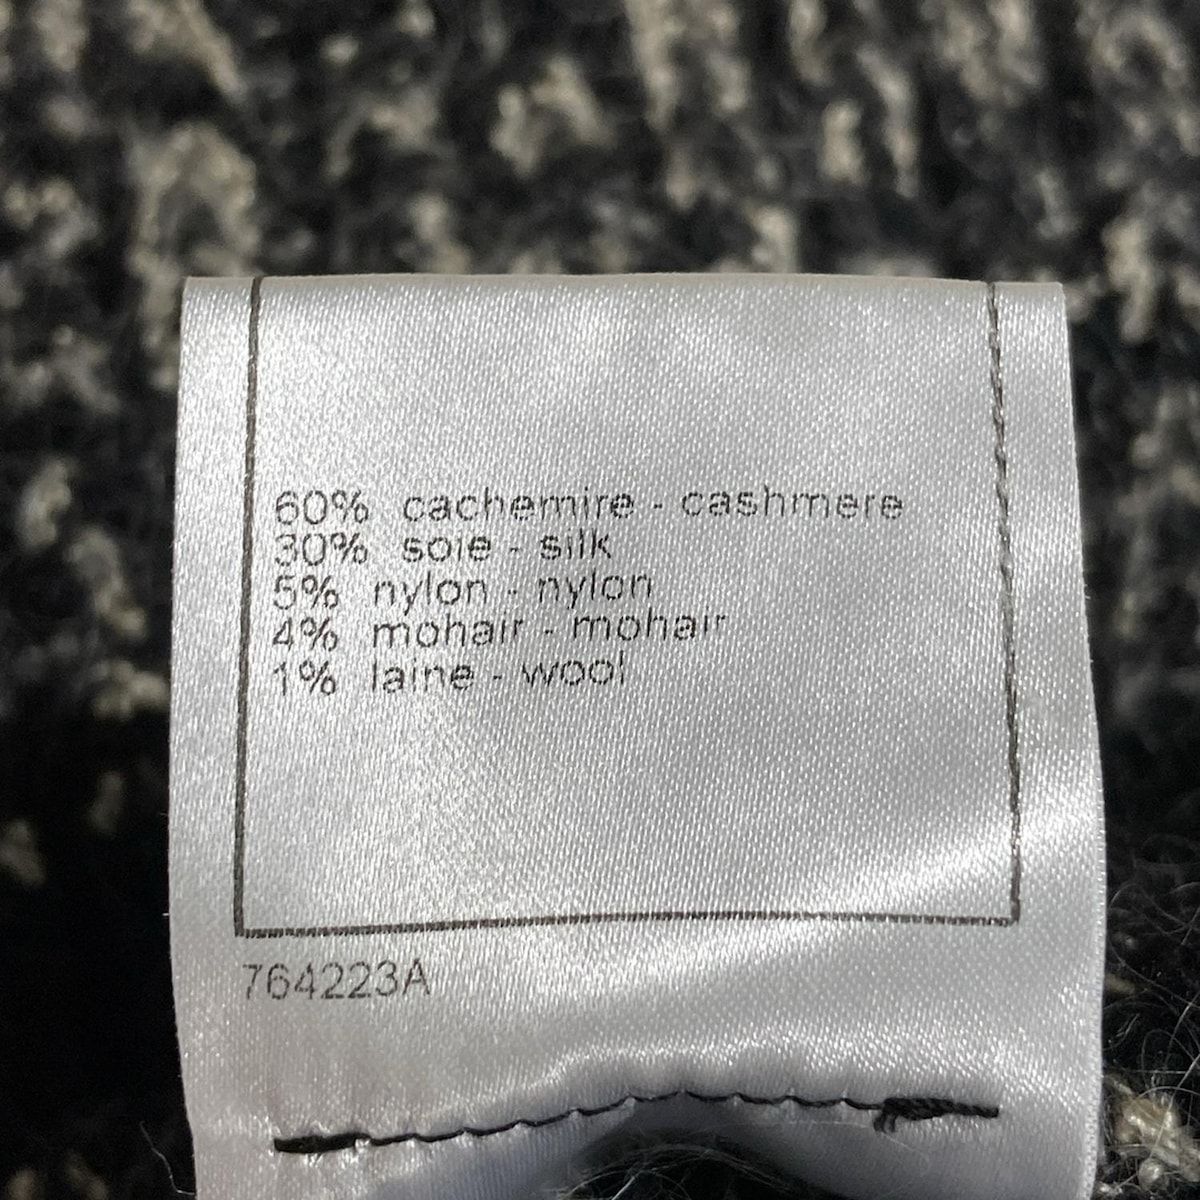 60% cachemire - cashmere
30% soie - silk
5% nylon - nylon
4% mohair - mohair
1% laine - wool
764223A